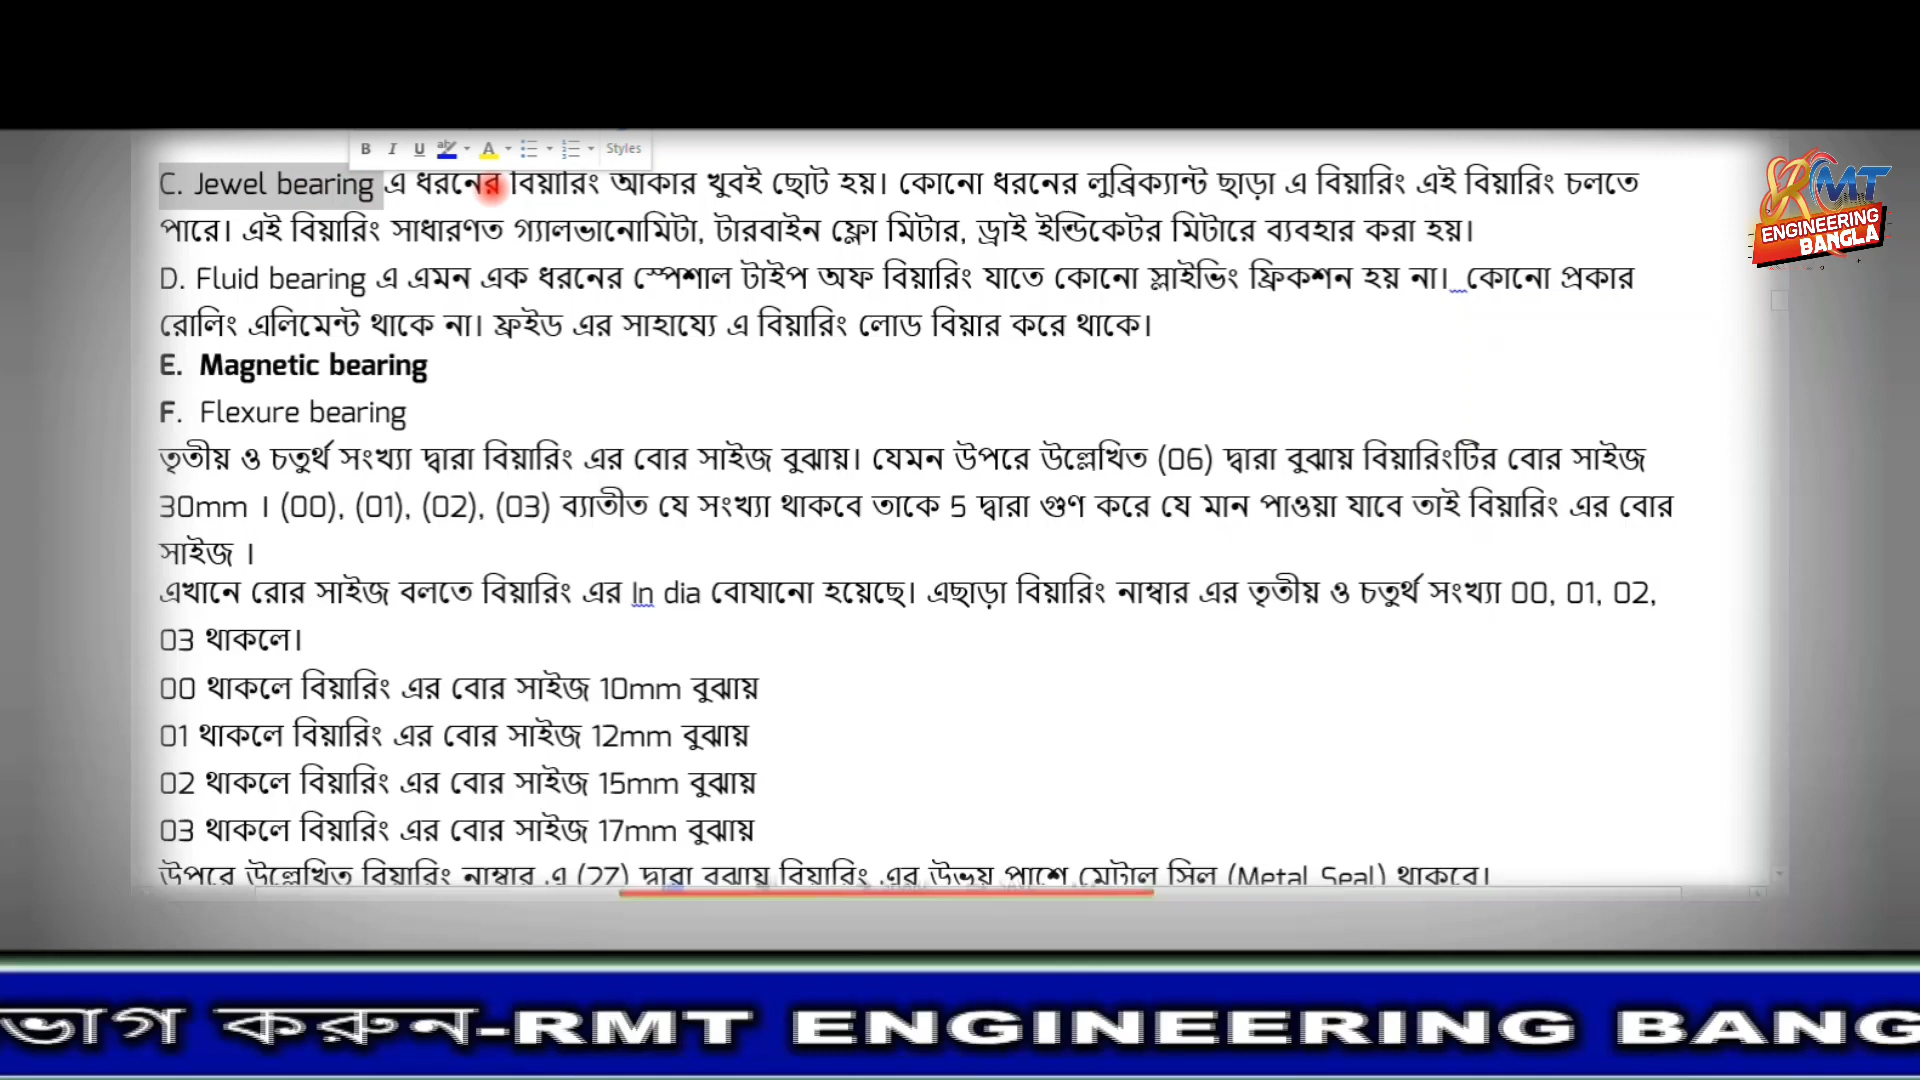 B I U ab A Styles
C. Jewel bearing এ ধরনের বিয়ারিং আকার খুবই ছোট হয়। কোনো ধরনের লুব্রিক্যান্ট ছাড়া এ বিয়ারিং এই বিয়ারিং চলতে
পারে। এই বিয়ারিং সাধারণত গ্যালভানোমিটা, টারবাইন ফ্লো মিটার, ড্রাই ইন্ডিকেটর মিটারে ব্যবহার করা হয়।
D. Fluid bearing এ এমন এক ধরনের স্পেশাল টাইপ অফ বিয়ারিং যাতে কোনো স্লাইভিং ফ্রিকশন হয় না। কোনো প্রকার
রোলিং এলিমেন্ট থাকে না। ফ্রইড এর সাহায্যে এ বিয়ারিং লোড বিয়ার করে থাকে।
E. Magnetic bearing
F. Flexure bearing
তৃতীয় ও চতুর্থ সংখ্যা দ্বারা বিয়ারিং এর বোর সাইজ বুঝায়। যেমন উপরে উল্লেখিত (06) দ্বারা বুঝায় বিয়ারিংটির বোর সাইজ
30mm । (00), (01), (02), (03) ব্যাতীত যে সংখ্যা থাকবে তাকে 5 দ্বারা গুণ করে যে মান পাওয়া যাবে তাই বিয়ারিং এর বোর
সাইজ ।
এখানে রোর সাইজ বলতে বিয়ারিং এর In dia বোযানো হয়েছে। এছাড়া বিয়ারিং নাম্বার এর তৃতীয় ও চতুর্থ সংখ্যা 00, 01, 02,
03 থাকলে।
00 থাকলে বিয়ারিং এর বোর সাইজ 10mm বুঝায়
01 থাকলে বিয়ারিং এর বোর সাইজ 12mm বুঝায়
02 থাকলে বিয়ারিং এর বোর সাইজ 15mm বুঝায়
03 থাকলে বিয়ারিং এর বোর সাইজ 17mm বুঝায়
উপরে উল্লেখিত বিয়ারিং নাম্বার এ (2Z) দ্বারা বুঝায় বিয়ারিং এর উভয় পাশে মেটাল সিল (Metal Seal) থাকবে।
RMT
ENGINEERING
BANGLA
ভাগ করুন-RMT ENGINEERING BANG